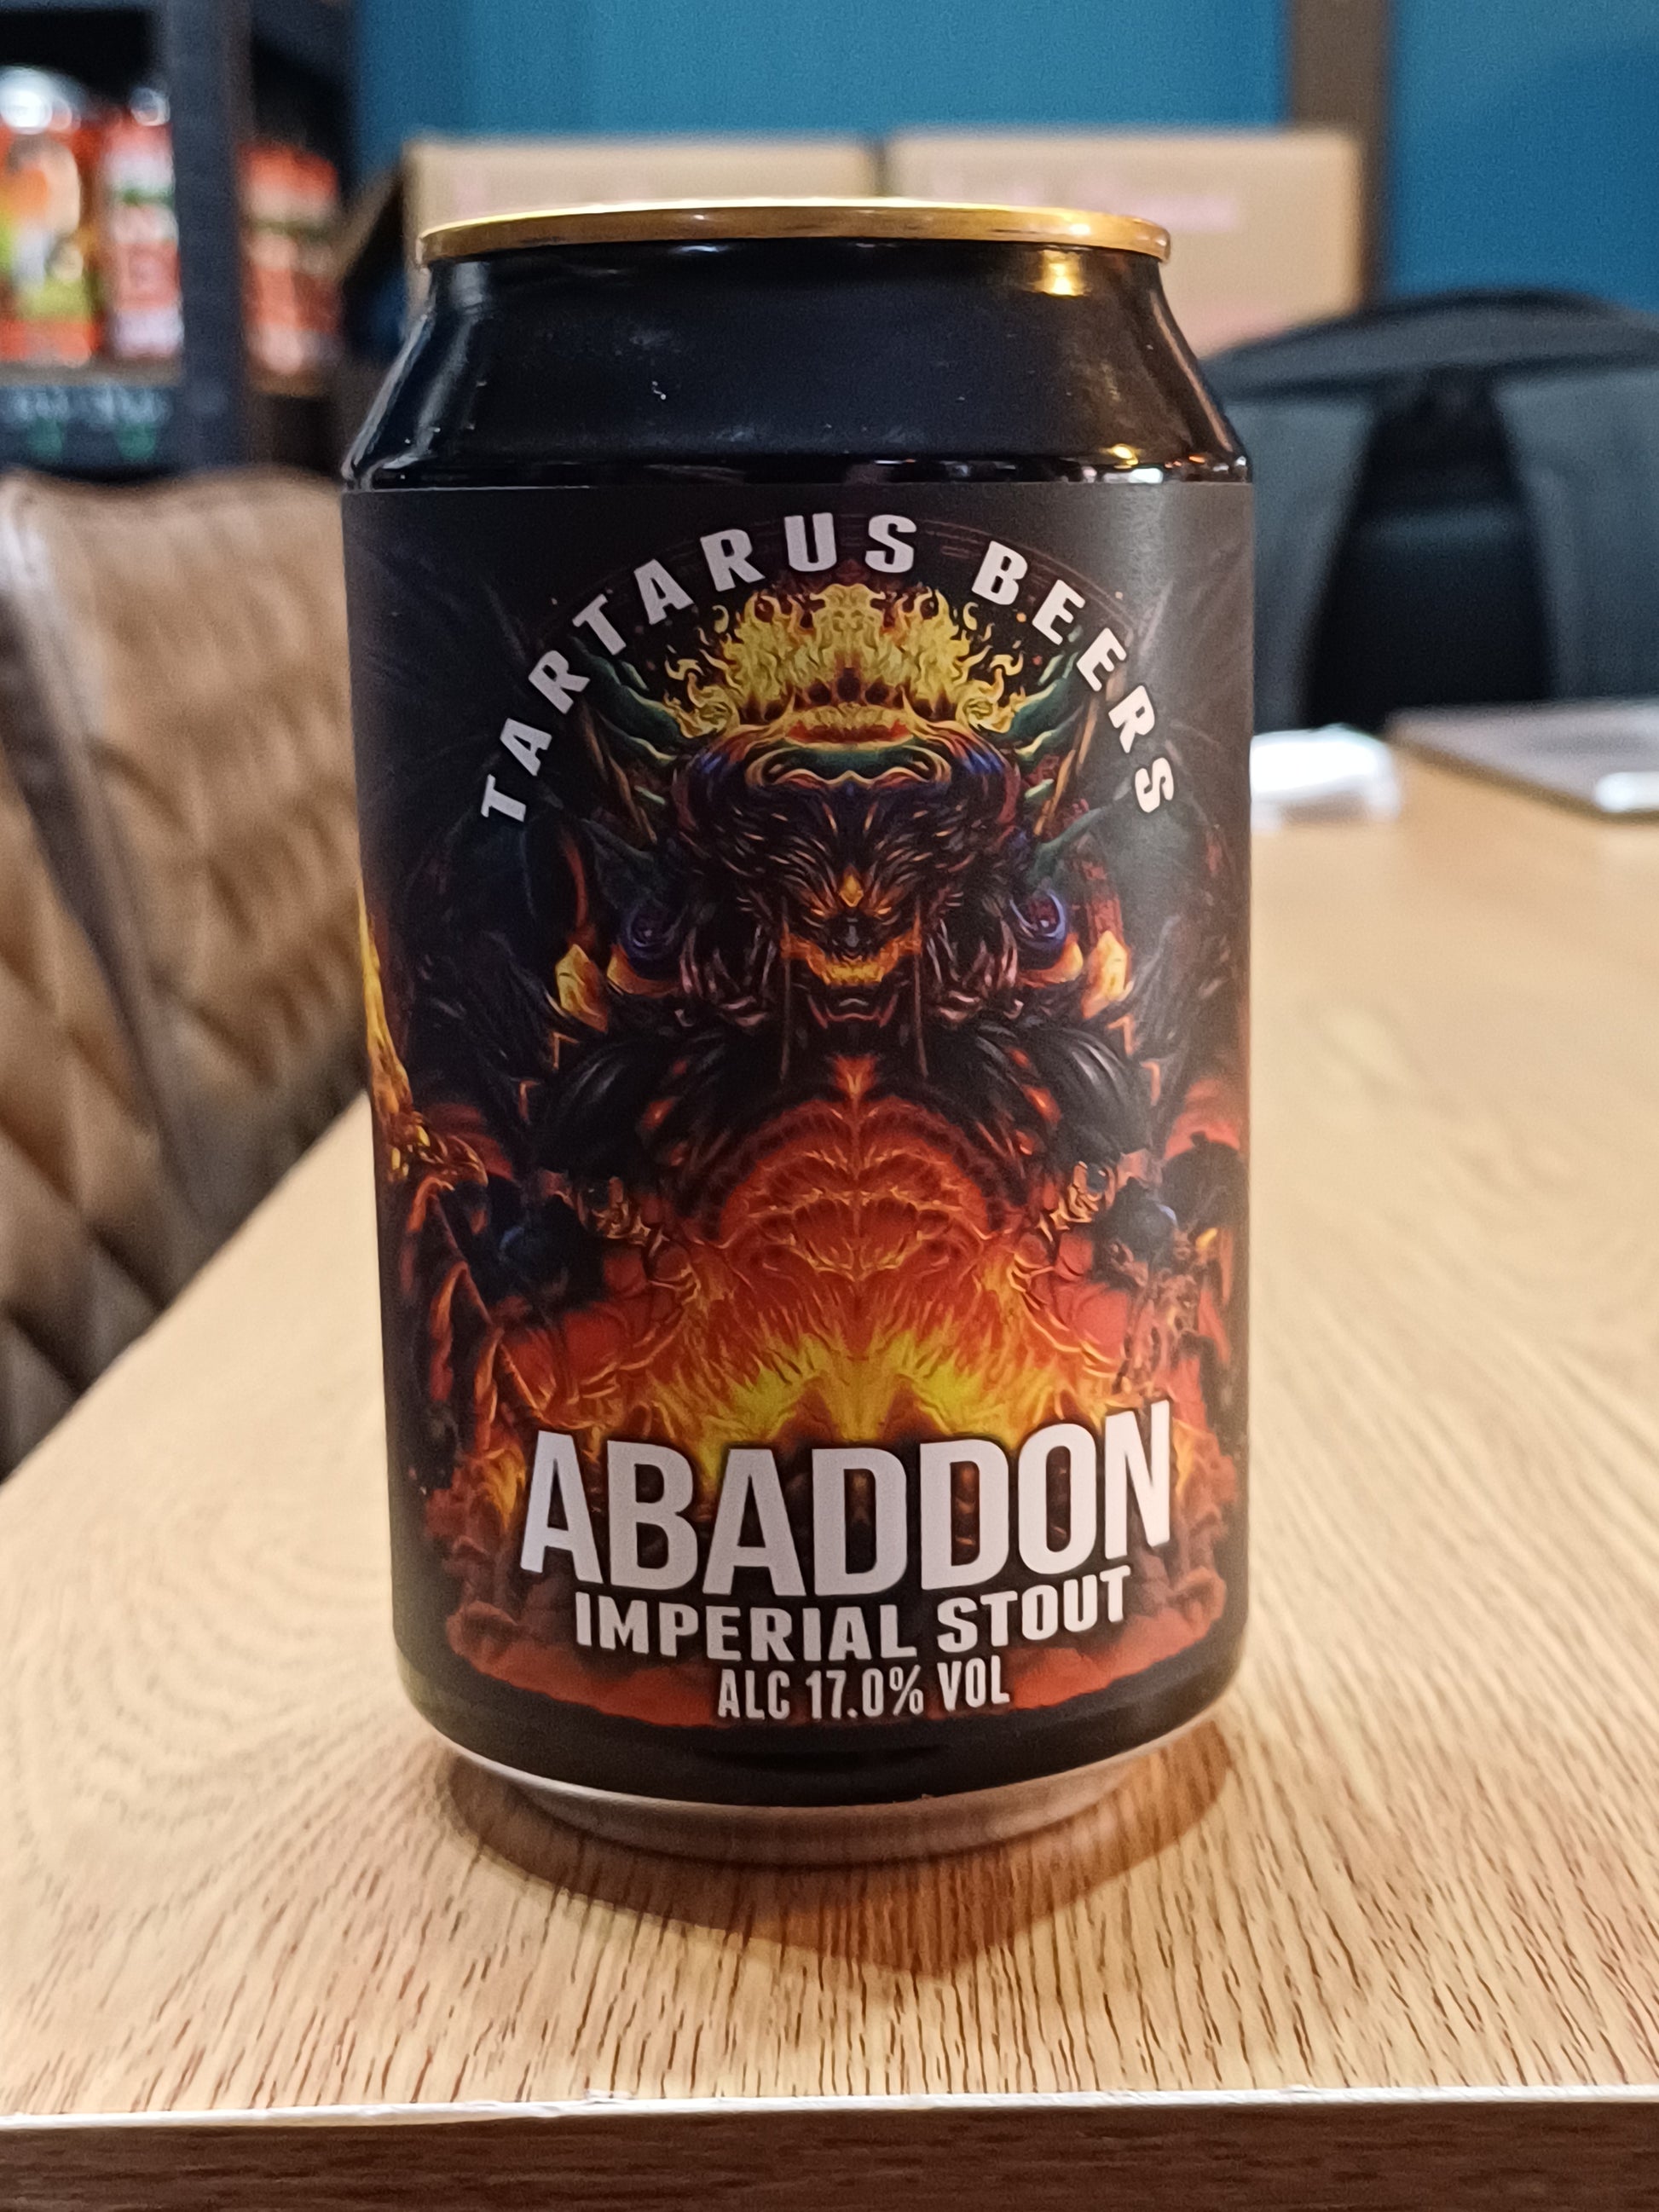 TARTARUS BEERS
ABADDON
IMPERIAL STOUT
ALC 17.0% VOL